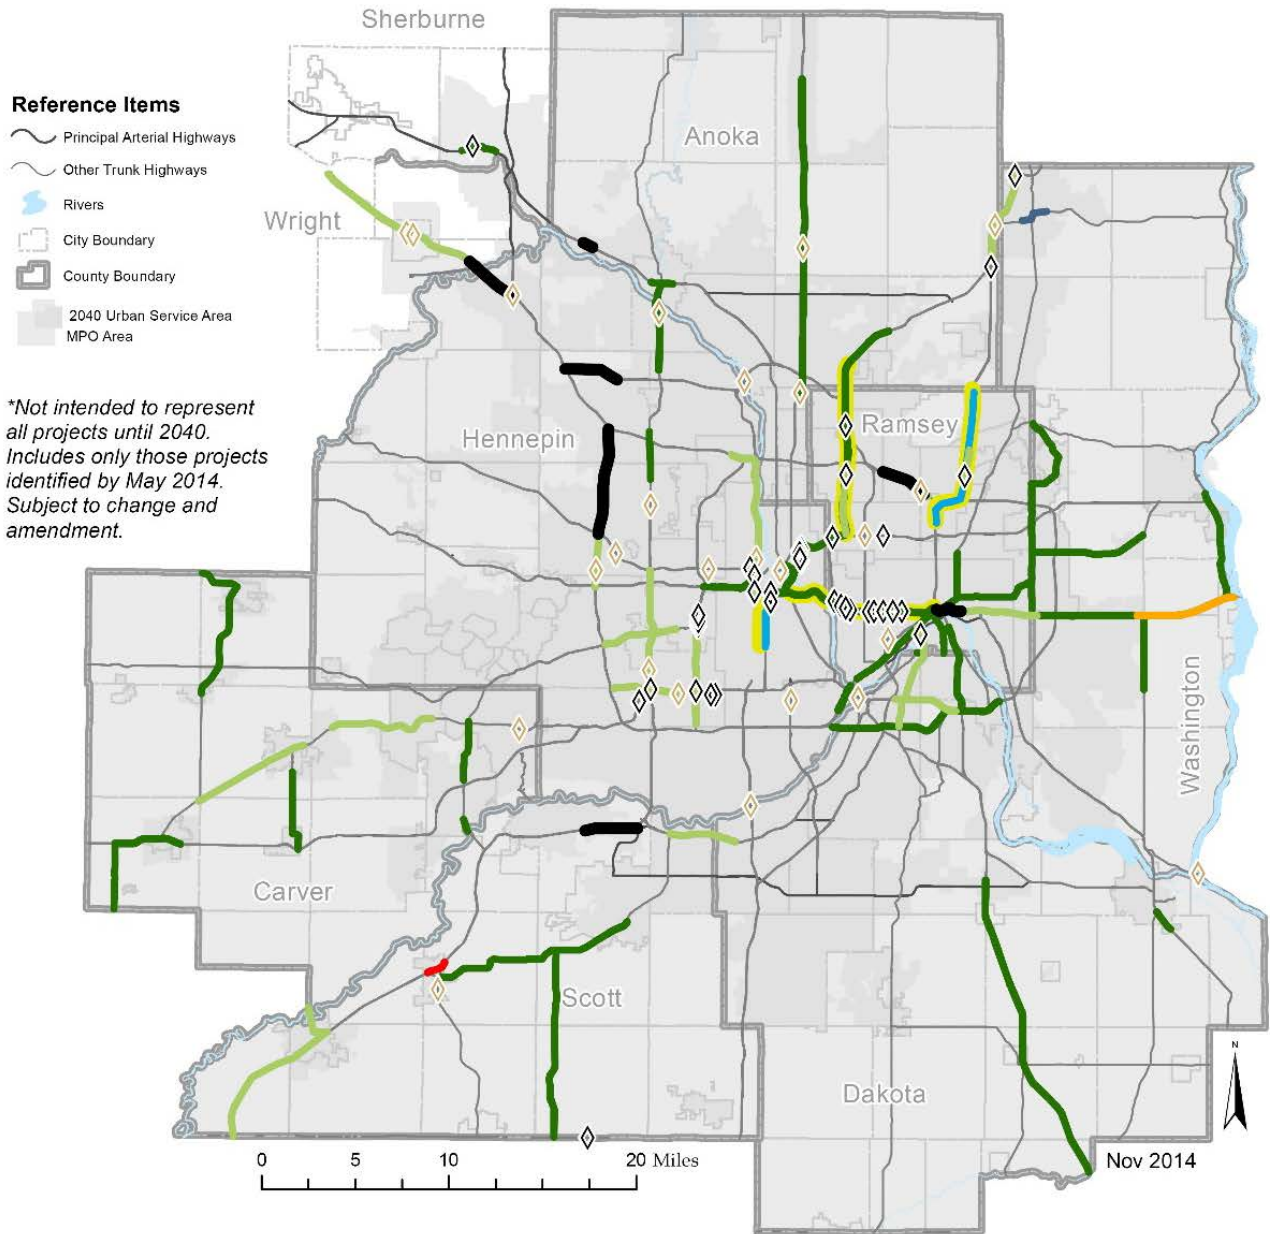 Sherburne
Reference Items
Principal Arterial Highways
Anoka
Other Trunk Highways
Rivers
Wright
City Boundary
County Boundary
2040 Urban Service Area
MPO Area
*Not intended to represent
all projects until 2040.
Includes only those projects
identified by May 2014.
Subject to change and
amendment.
Hennepin
Ramsey
Washington
Carver
Scott
Dakota
N
0 5 10 20 Miles
Nov 2014